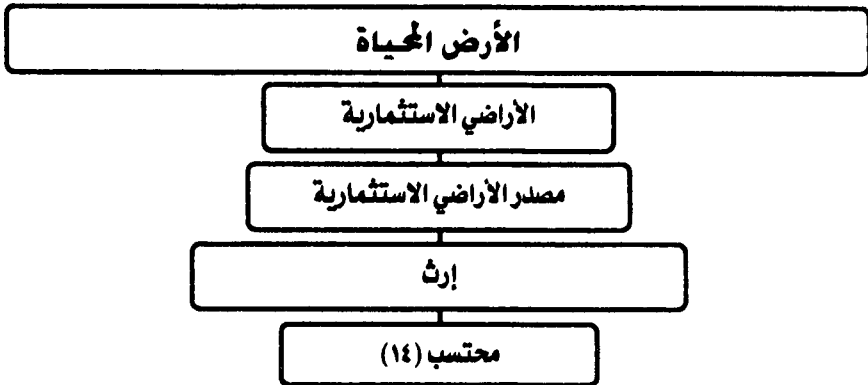 الأرض المحياة
الأراضي الاستثمارية
مصدر الأراضي الاستثمارية
إرث
محتسب (١٤)